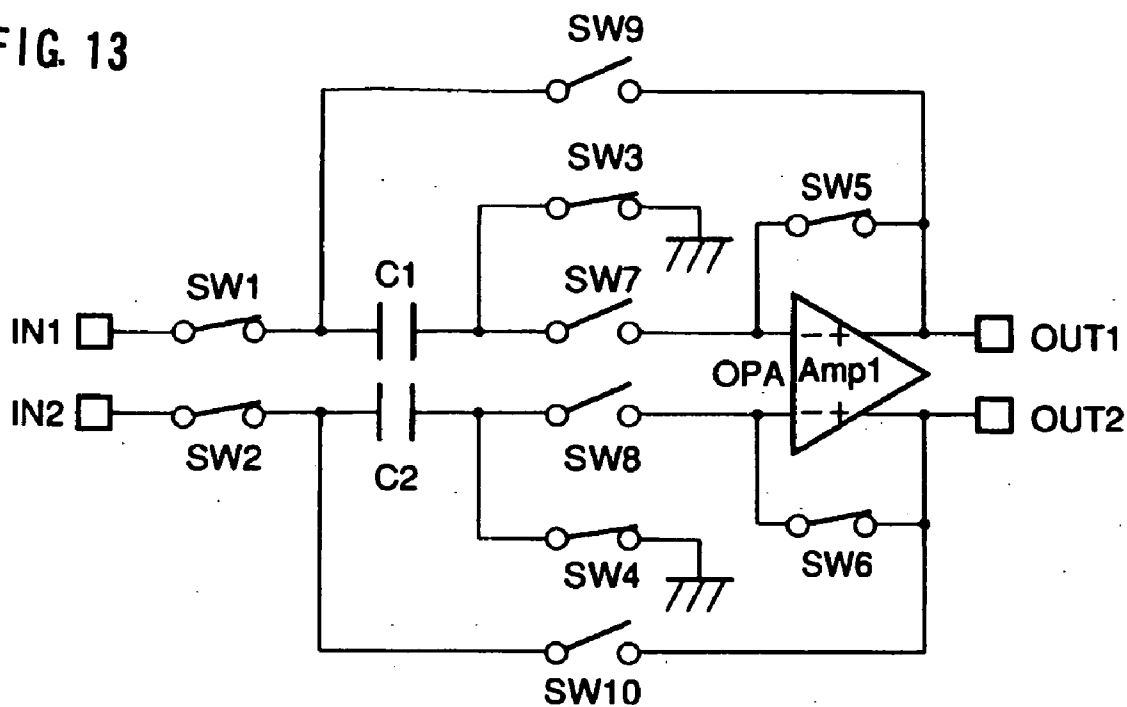 FIG. 13
SW9
SW3
SW5
C1
SW7
SW1
IN1
OUT1
OPA
Amp1
− +
− +
IN2
OUT2
SW2
C2
SW8
SW4
SW6
SW10